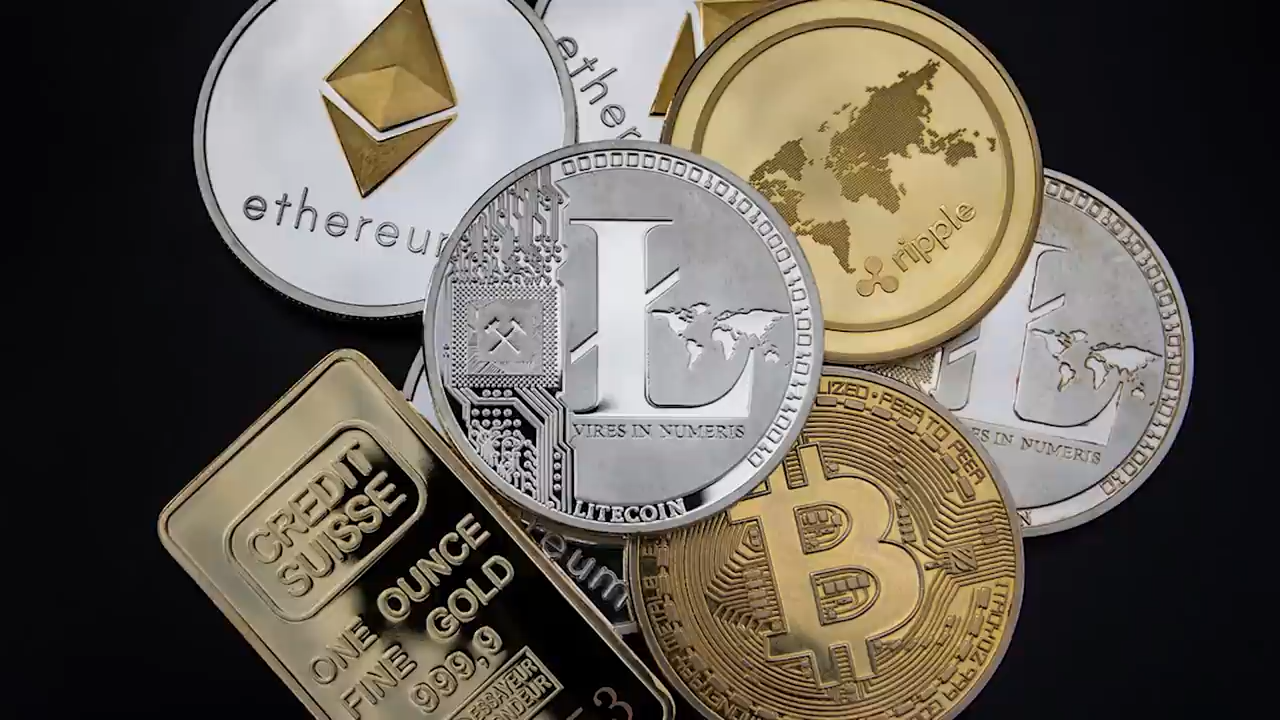 ethereum
ether
ripple
VIRES IN NUMERIS
LITECOIN
ES IN NUMERIS
N
LIZED • PEER TO PEER
CREDIT
SUISSE
ONE OUNCE
FINE GOLD
999,9
ESSAYEUR
FONDEUR
reum